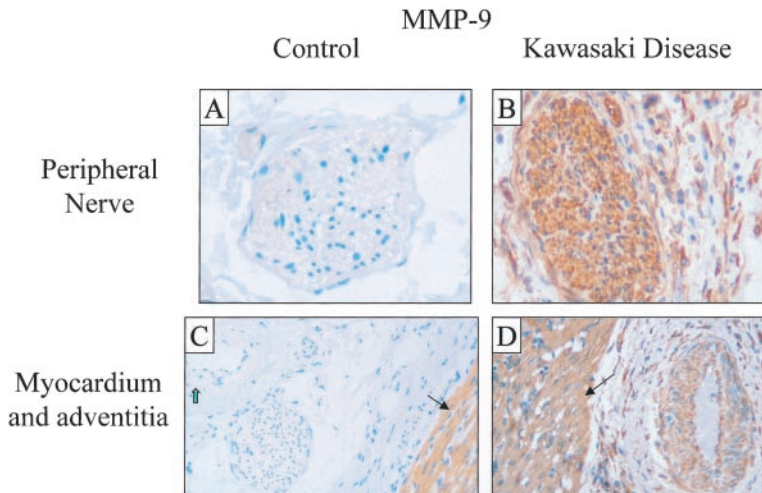 MMP-9
Control Kawasaki Disease
A B
Peripheral
Nerve
C D
Myocardium
and adventitia